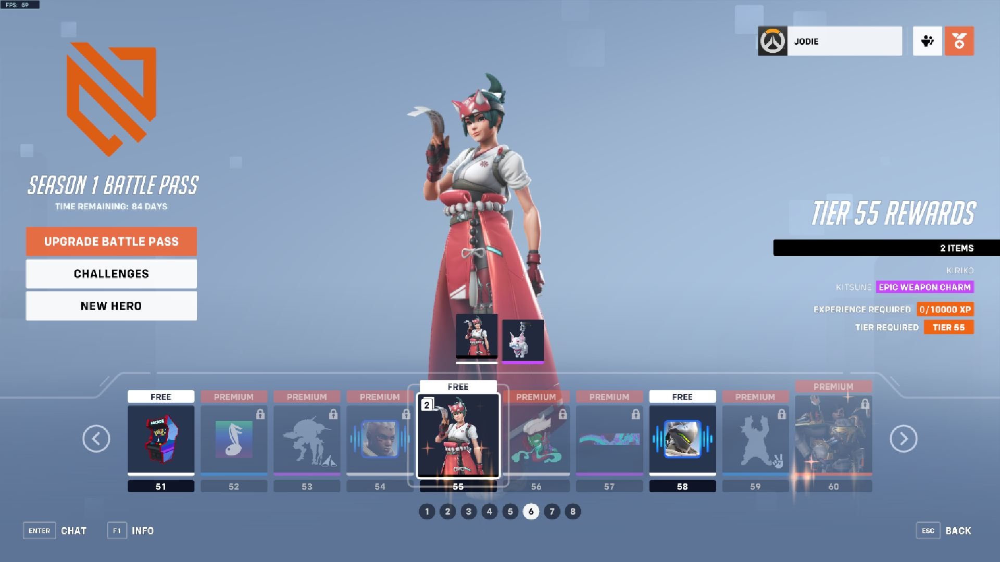 FPS: 59
JODIE
SEASON 1 BATTLE PASS
TIME REMAINING: 84 DAYS
UPGRADE BATTLE PASS
CHALLENGES
NEW HERO
TIER 55 REWARDS
2 ITEMS
KIRIKO
KITSUNE EPIC WEAPON CHARM
EXPERIENCE REQUIRED 0/10000 XP
TIER REQUIRED TIER 55
FREE PREMIUM PREMIUM PREMIUM FREE PREMIUM PREMIUM FREE PREMIUM PREMIUM
2
ARCADE
51 52 53 54 55 56 57 58 59 60
1 2 3 4 5 6 7 8
ENTER CHAT F1 INFO
ESC BACK